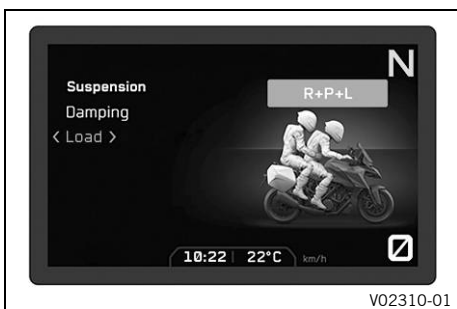 N
Suspension
R+P+L
Damping
< Load >
10:22 22°C km/h
V02310-01